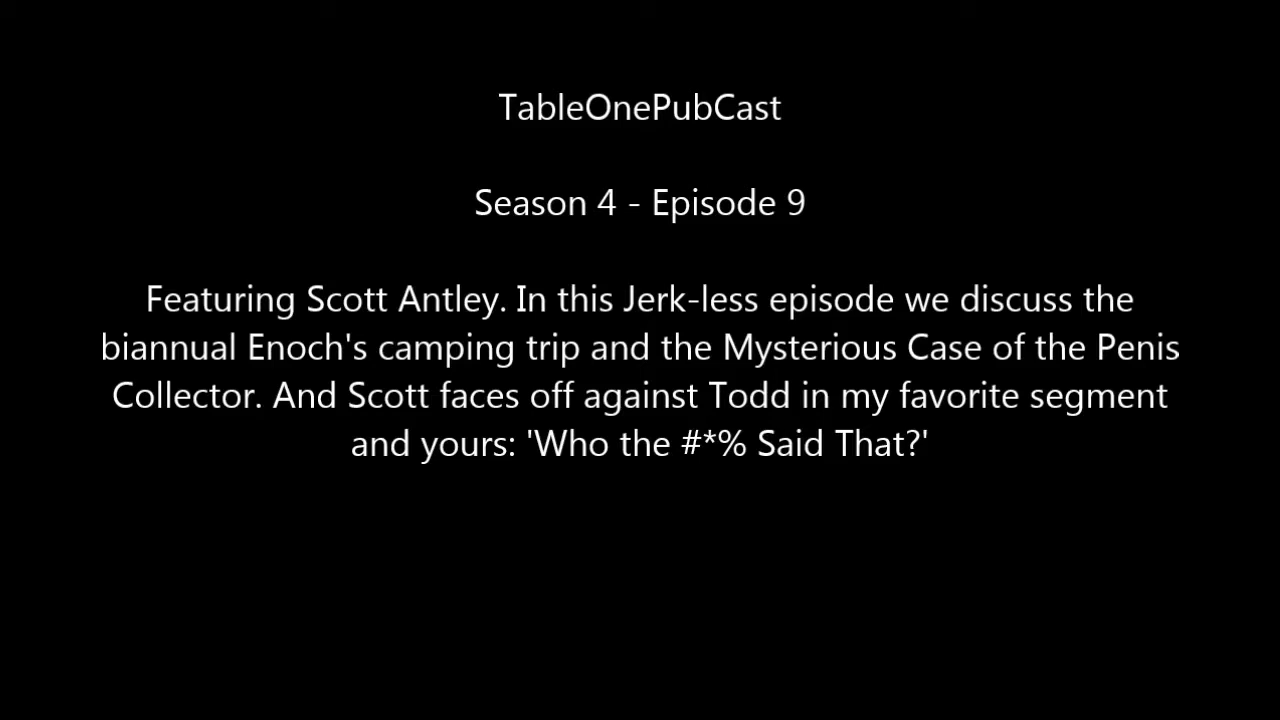 TableOnePubCast
Season 4 - Episode 9
Featuring Scott Antley. In this Jerk-less episode we discuss the
biannual Enoch's camping trip and the Mysterious Case of the Penis
Collector. And Scott faces off against Todd in my favorite segment
and yours: 'Who the #*% Said That?'